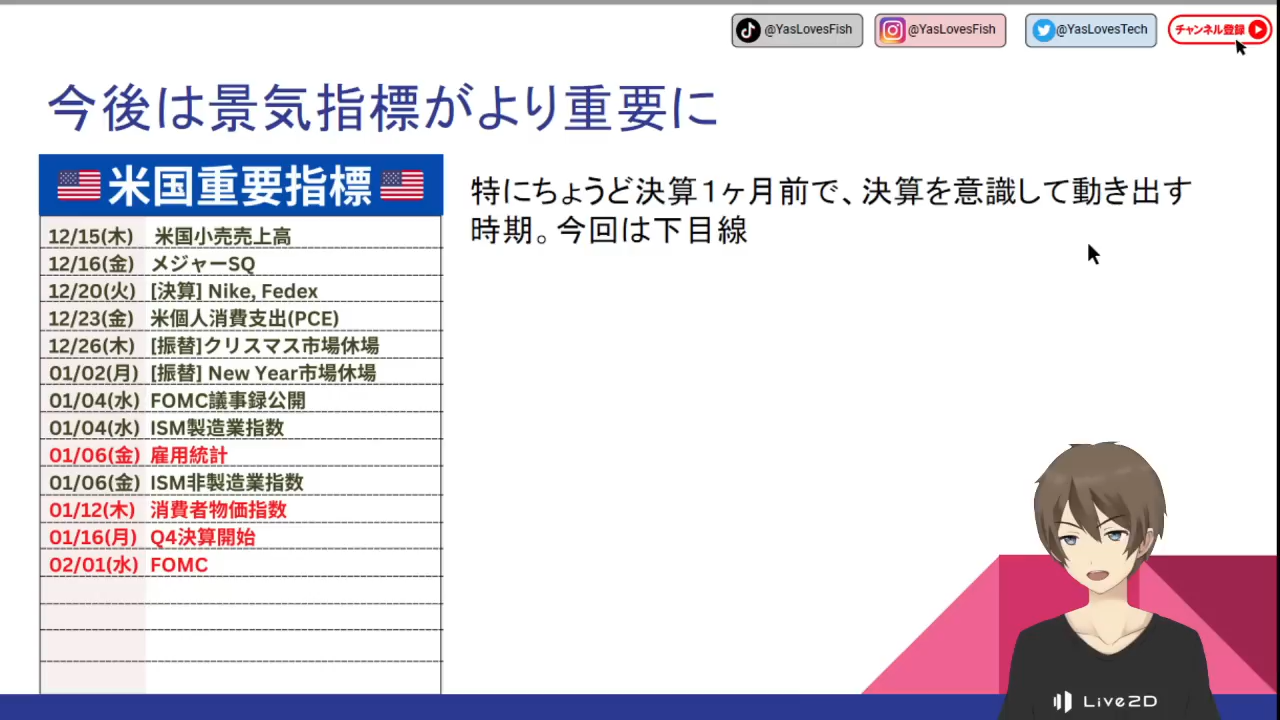 @YasLovesFish
@YasLovesFish
@YasLovesTech
チャンネル登録
今後は景気指標がより重要に
米国重要指標
12/15(木) 米国小売売上高
12/16(金) メジャーSQ
12/20(火) [決算] Nike, Fedex
12/23(金) 米個人消費支出(PCE)
12/26(木) [振替]クリスマス市場休場
01/02(月) [振替] New Year市場休場
01/04(水) FOMC議事録公開
01/04(水) ISM製造業指数
01/06(金) 雇用統計
01/06(金) ISM非製造業指数
01/12(木) 消費者物価指数
01/16(月) Q4決算開始
02/01(水) FOMC
特にちょうど決算1ヶ月前で、決算を意識して動き出す
時期。今回は下目線
Live2D